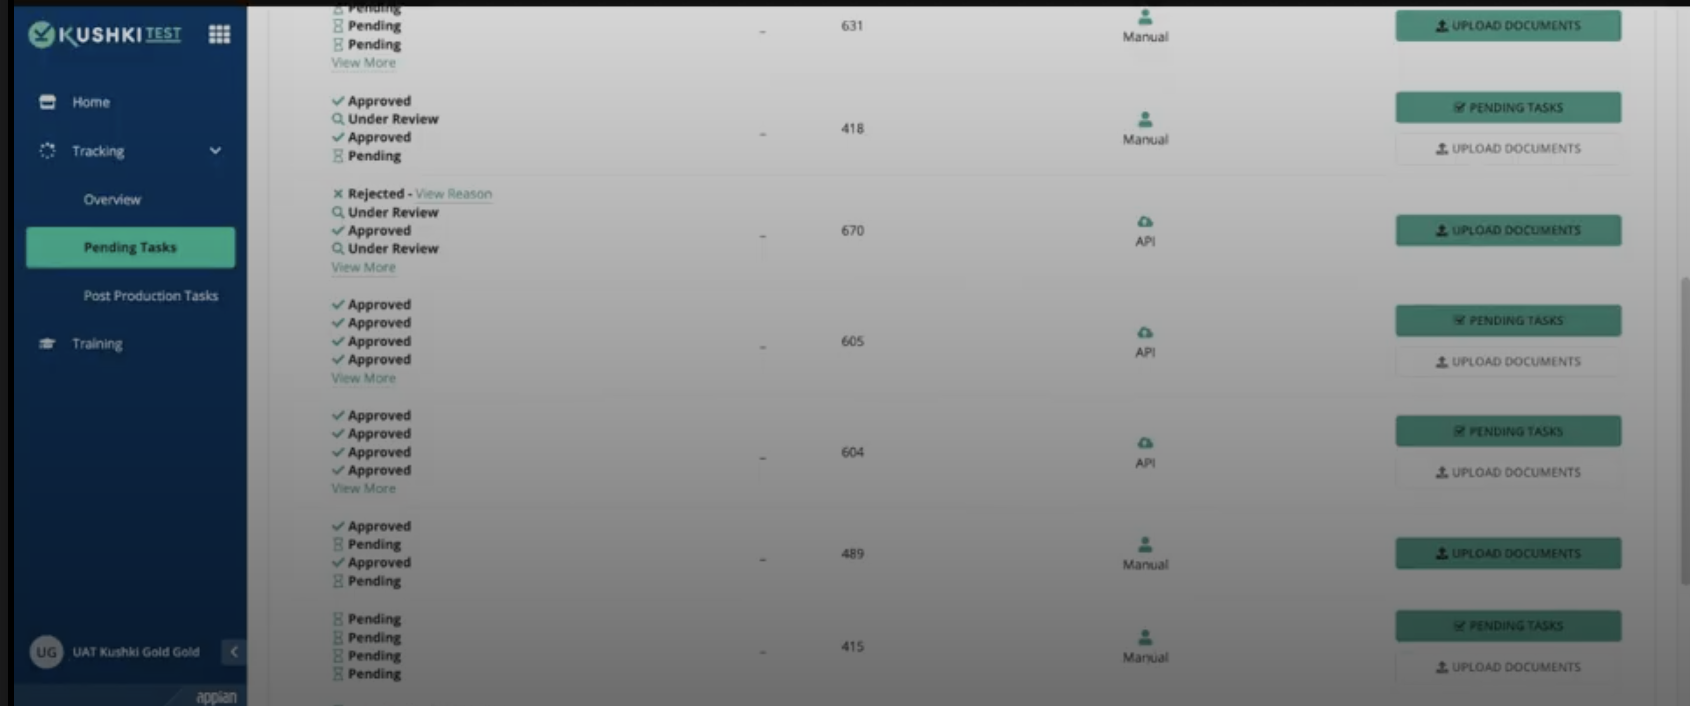 KUSHKI TEST
Home
Tracking
Overview
Pending Tasks
Post Production Tasks
Training
UG UAT Kushki Gold Gold
appian
Pending
Pending
Pending
View More
_ 631
Manual
UPLOAD DOCUMENTS
Approved
Under Review
Approved
Pending
_ 418
Manual
PENDING TASKS
UPLOAD DOCUMENTS
Rejected - View Reason
Under Review
Approved
Under Review
View More
_ 670
API
UPLOAD DOCUMENTS
Approved
Approved
Approved
Approved
View More
_ 605
API
PENDING TASKS
UPLOAD DOCUMENTS
Approved
Approved
Approved
Approved
View More
_ 604
API
PENDING TASKS
UPLOAD DOCUMENTS
Approved
Pending
Approved
Pending
_ 489
Manual
UPLOAD DOCUMENTS
Pending
Pending
Pending
Pending
_ 415
Manual
PENDING TASKS
UPLOAD DOCUMENTS